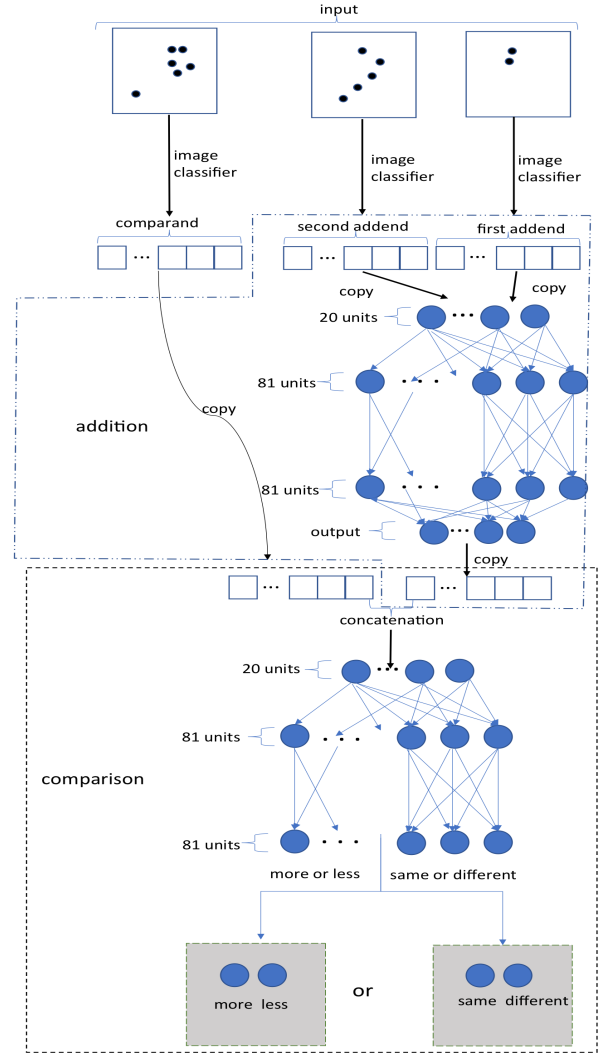 input
image
classifier
image
classifier
image
classifier
comparand
second addend
first addend
...
...
...
copy
copy
20 units
...
81 units
...
copy
addition
81 units
...
output
...
copy
...
...
concatenation
20 units
...
81 units
...
comparison
81 units
...
more or less
same or different
more less
or
same different